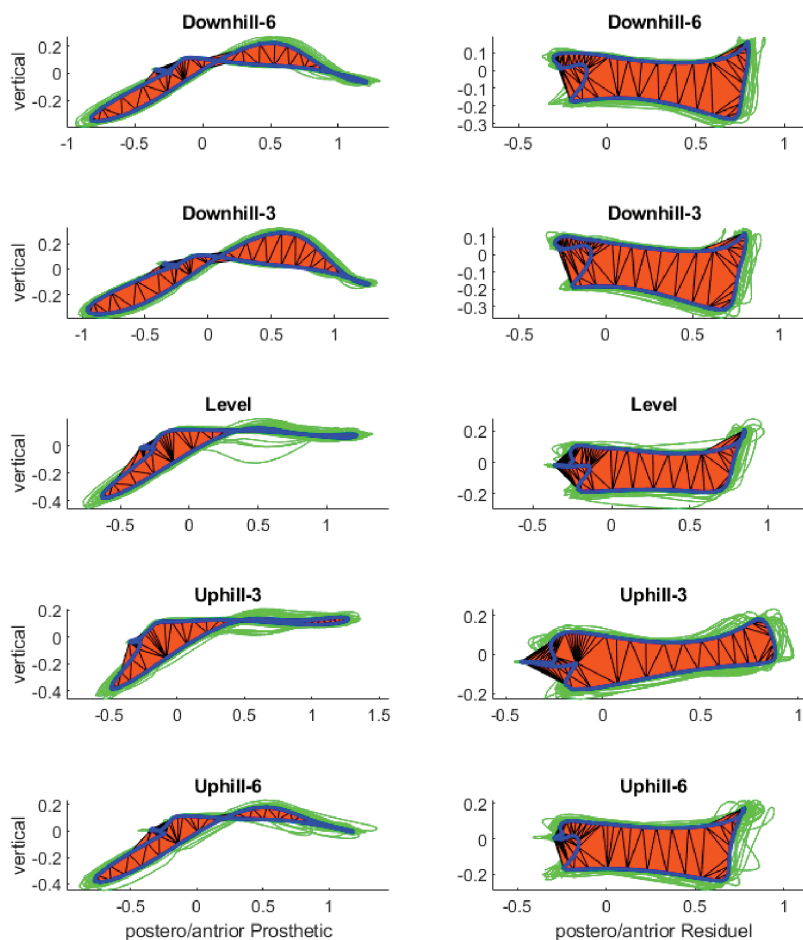 Downhill-6 Downhill-6
vertical
0.2
0
-0.2
-1 -0.5 0 0.5 1
0.1
0
-0.1
-0.2
-0.3
-0.5 0 0.5 1
Downhill-3 Downhill-3
vertical
0.2
0
-0.2
-1 -0.5 0 0.5 1
0.1
0
-0.1
-0.2
-0.3
-0.5 0 0.5 1
Level Level
vertical
0
-0.2
-0.4
-0.5 0 0.5 1
0.2
0
-0.2
-0.5 0 0.5 1
Uphill-3 Uphill-3
vertical
0.2
0
-0.2
-0.4
-0.5 0 0.5 1 1.5
0.2
0
-0.2
-0.5 0 0.5 1
Uphill-6 Uphill-6
vertical
0.2
0
-0.2
-0.4
-0.5 0 0.5 1
0.2
0
-0.2
-0.5 0 0.5 1
postero/antrior Prosthetic postero/antrior Residuel